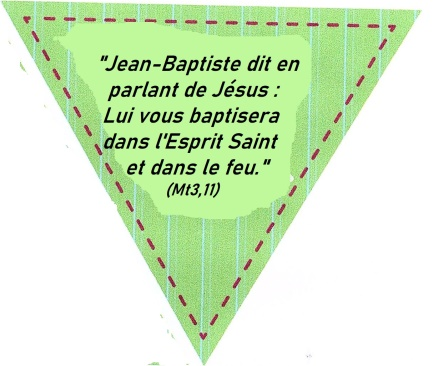 "Jean-Baptiste dit en
parlant de Jésus :
Lui vous baptisera
dans l'Esprit Saint
et dans le feu."
(Mt3,11)